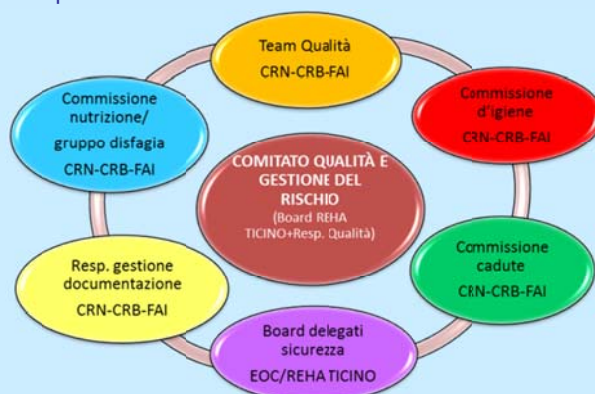 Team Qualità
CRN-CRB-FAI
Commissione
d'igiene
CRN-CRB-FAI
Commissione
cadute
CRN-CRB-FAI
Board delegati
sicurezza
EOC/REHA TICINO
Resp. gestione
documentazione
CRN-CRB-FAI
Commissione
nutrizione/
gruppo disfagia
CRN-CRB-FAI
COMITATO QUALITÀ E
GESTIONE DEL
RISCHIO
(Board REHA
TICINO+Resp. Qualità)